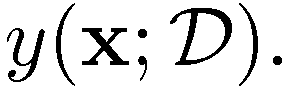 y(𝐱; 𝒟).